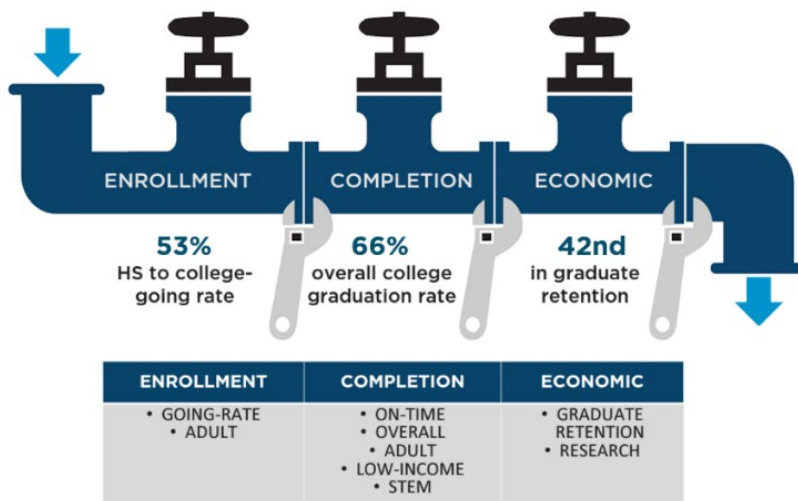 ENROLLMENT
COMPLETION
ECONOMIC
53%
HS to college-
going rate
66%
overall college
graduation rate
42nd
in graduate
retention
ENROLLMENT
COMPLETION
ECONOMIC
• GOING-RATE
• ADULT
• ON-TIME
• OVERALL
• ADULT
• LOW-INCOME
• STEM
• GRADUATE
RETENTION
• RESEARCH